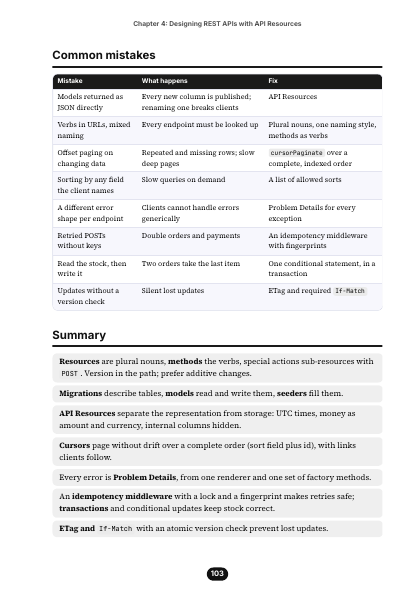 Chapter 4: Designing REST APIs with API Resources
Common mistakes
Mistake What happens Fix
Models returned as Every new column is published; API Resources
JSON directly renaming one breaks clients
Verbs in URLs, mixed Every endpoint must be looked up Plural nouns, one naming style,
naming methods as verbs
Offset paging on Repeated and missing rows; slow cursorPaginate over a
changing data deep pages complete, indexed order
Sorting by any field Slow queries on demand A list of allowed sorts
the client names
A different error Clients cannot handle errors Problem Details for every
shape per endpoint generically exception
Retried POSTs Double orders and payments An idempotency middleware
without keys with fingerprints
Read the stock, then Two orders take the last item One conditional statement, in a
write it transaction
Updates without a Silent lost updates ETag and required If-Match
version check
Summary
Resources are plural nouns, methods the verbs, special actions sub-resources with
POST . Version in the path; prefer additive changes.
Migrations describe tables, models read and write them, seeders fill them.
API Resources separate the representation from storage: UTC times, money as
amount and currency, internal columns hidden.
Cursors page without drift over a complete order (sort field plus id), with links
clients follow.
Every error is Problem Details, from one renderer and one set of factory methods.
An idempotency middleware with a lock and a fingerprint makes retries safe;
transactions and conditional updates keep stock correct.
ETag and If-Match with an atomic version check prevent lost updates.
103